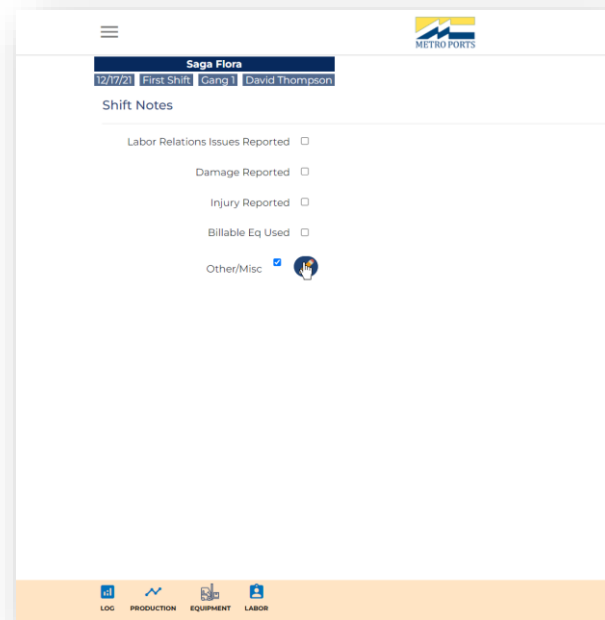 METRO PORTS
Saga Flora
12/17/21 First Shift Gang 1 David Thompson
Shift Notes
Labor Relations Issues Reported
Damage Reported
Injury Reported
Billable Eq Used
Other/Misc
LOG PRODUCTION EQUIPMENT LABOR